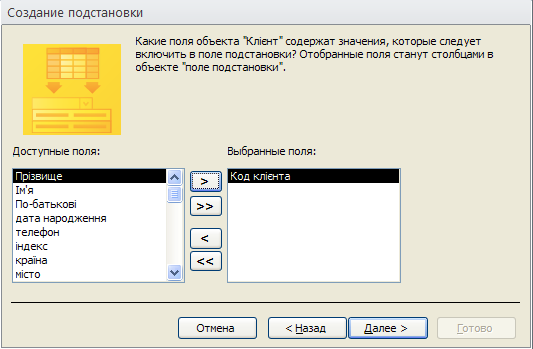 Создание подстановки
Какие поля объекта "Клієнт" содержат значения, которые следует
включить в поле подстановки? Отобранные поля станут столбцами в
объекте "поле подстановки".
Доступные поля:
Выбранные поля:
Прізвище
Ім'я
По-батькові
дата народження
телефон
індекс
країна
місто
>
>>
<
<<
Код клієнта
Отмена
< Назад
Далее >
Готово